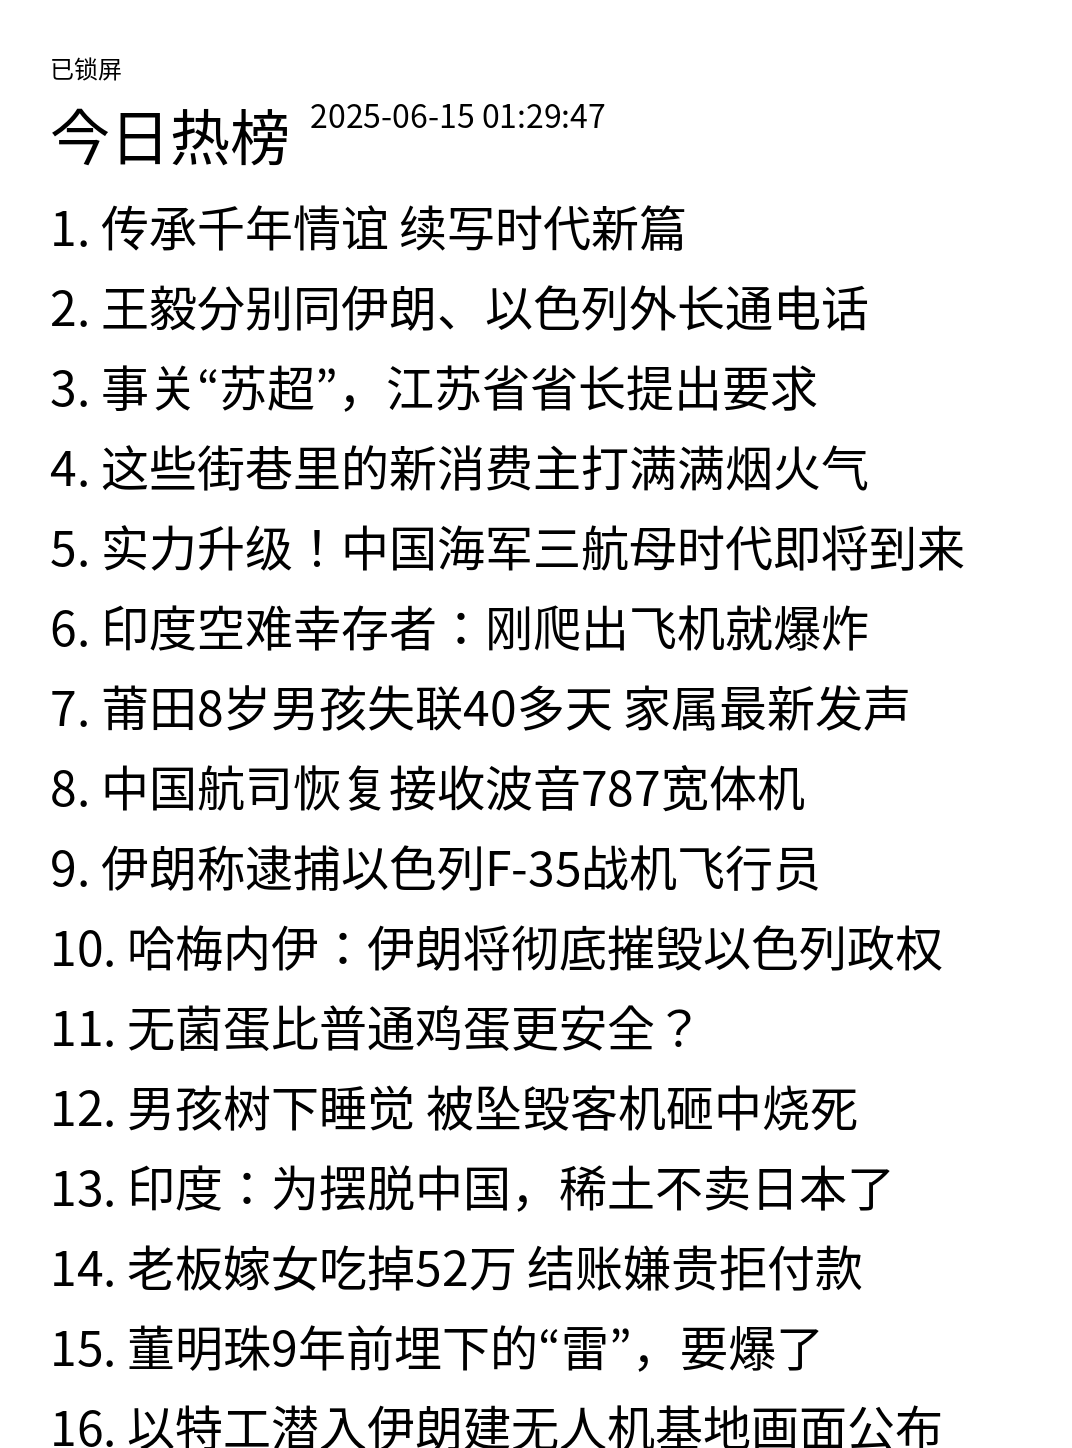 已锁屏
今日热榜 2025-06-15 01:29:47
1. 传承千年情谊 续写时代新篇
2. 王毅分别同伊朗、以色列外长通电话
3. 事关“苏超”，江苏省省长提出要求
4. 这些街巷里的新消费主打满满烟火气
5. 实力升级！中国海军三航母时代即将到来
6. 印度空难幸存者：刚爬出飞机就爆炸
7. 莆田8岁男孩失联40多天 家属最新发声
8. 中国航司恢复接收波音787宽体机
9. 伊朗称逮捕以色列F-35战机飞行员
10. 哈梅内伊：伊朗将彻底摧毁以色列政权
11. 无菌蛋比普通鸡蛋更安全？
12. 男孩树下睡觉 被坠毁客机砸中烧死
13. 印度：为摆脱中国，稀土不卖日本了
14. 老板嫁女吃掉52万 结账嫌贵拒付款
15. 董明珠9年前埋下的“雷”，要爆了
16. 以特工潜入伊朗建无人机基地画面公布